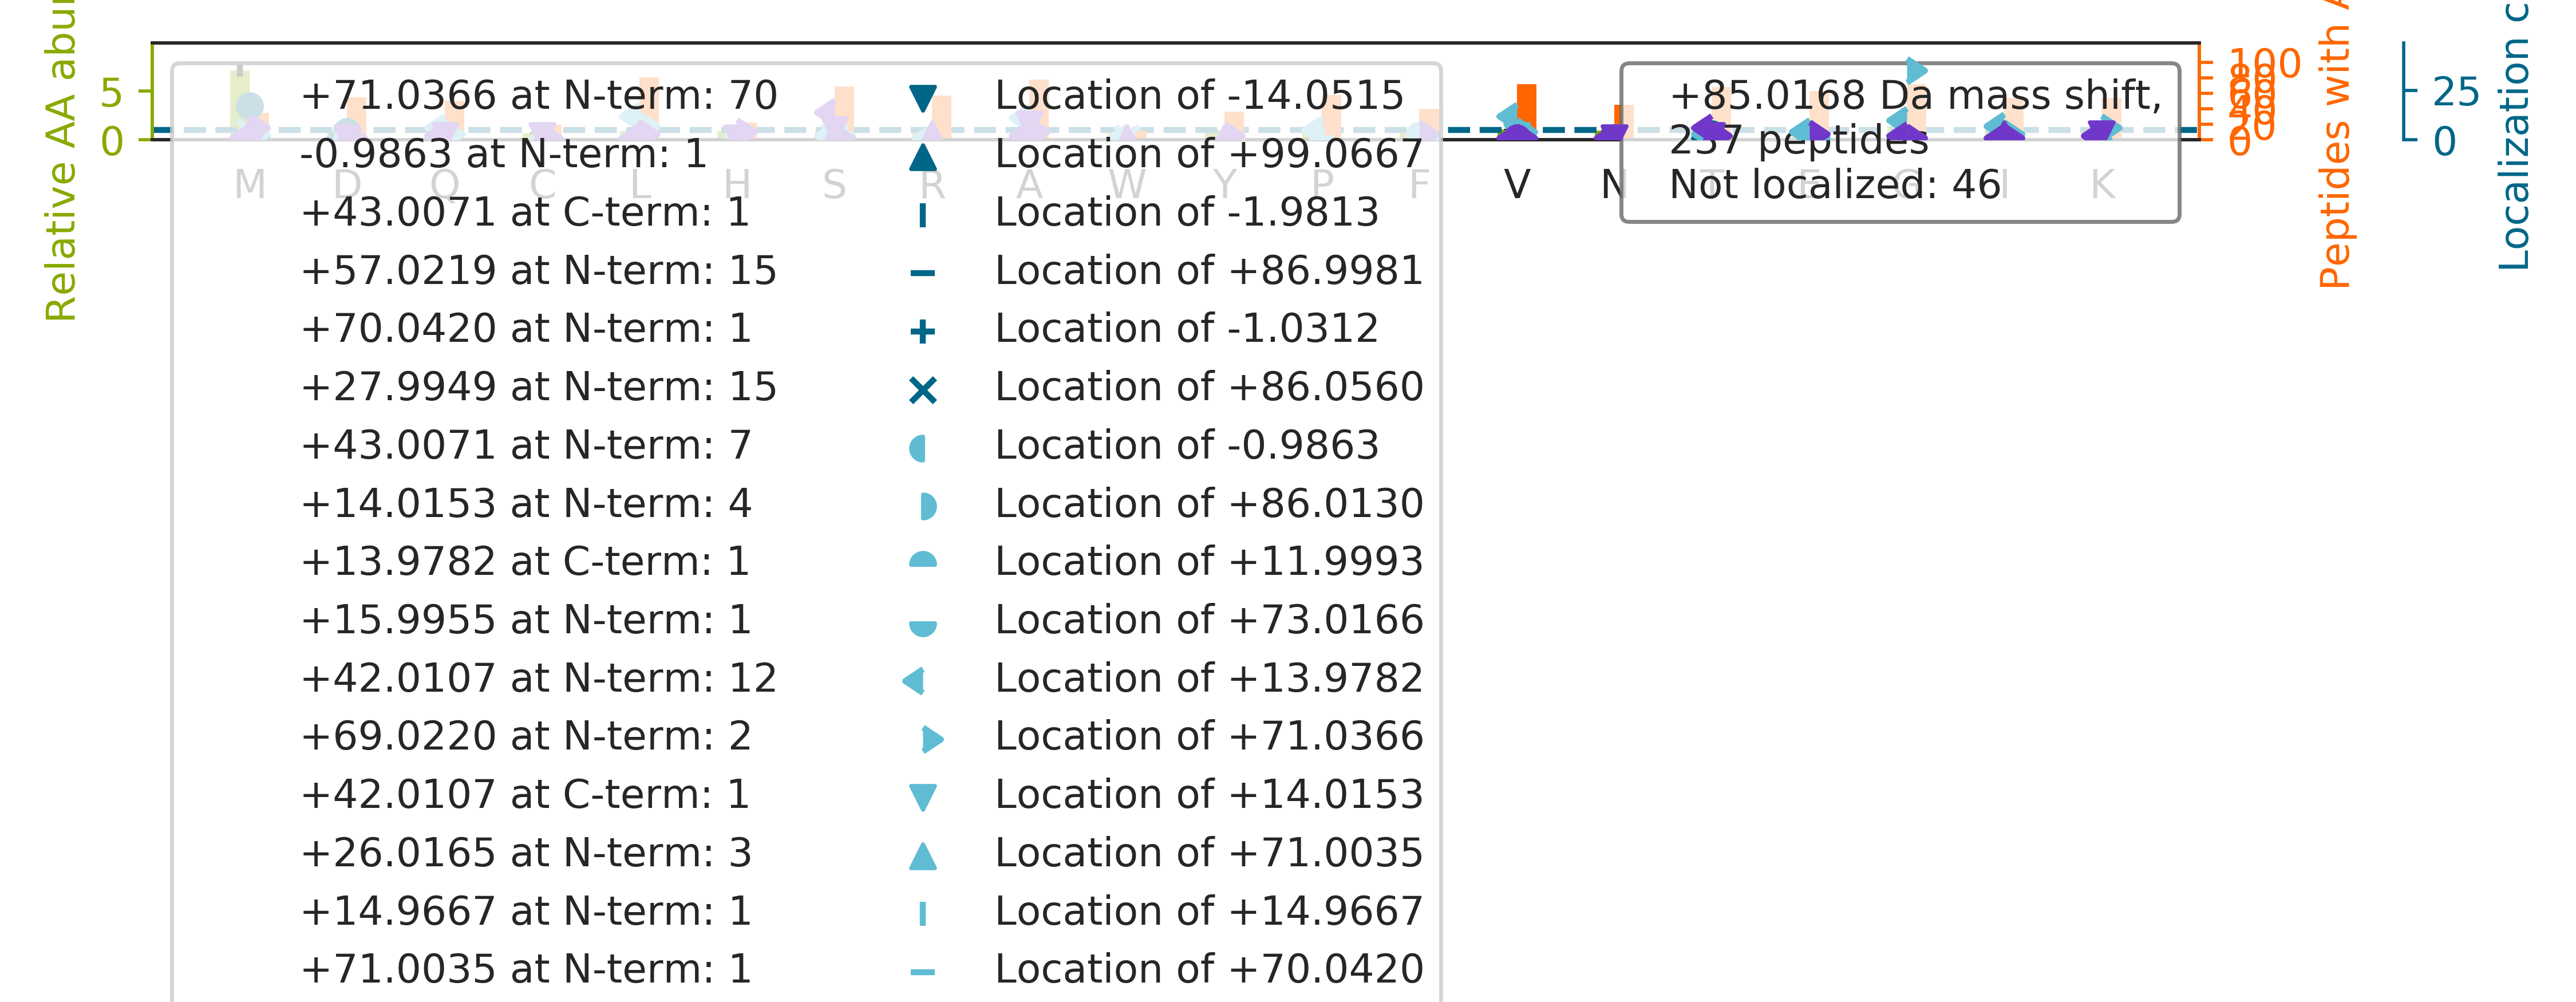 Relative AA abu
5
0
M D Q C L H S R A W Y P F V N T E G I K
+71.0366 at N-term: 70
-0.9863 at N-term: 1
+43.0071 at C-term: 1
+57.0219 at N-term: 15
+70.0420 at N-term: 1
+27.9949 at N-term: 15
+43.0071 at N-term: 7
+14.0153 at N-term: 4
+13.9782 at C-term: 1
+15.9955 at N-term: 1
+42.0107 at N-term: 12
+69.0220 at N-term: 2
+42.0107 at C-term: 1
+26.0165 at N-term: 3
+14.9667 at N-term: 1
+71.0035 at N-term: 1
Location of -14.0515
Location of +99.0667
Location of -1.9813
Location of +86.9981
Location of -1.0312
Location of +86.0560
Location of -0.9863
Location of +86.0130
Location of +11.9993
Location of +73.0166
Location of +13.9782
Location of +71.0366
Location of +14.0153
Location of +71.0035
Location of +14.9667
Location of +70.0420
+85.0168 Da mass shift,
237 peptides
Not localized: 46
100
80
60
40
20
0
Peptides with A
25
0
Localization c